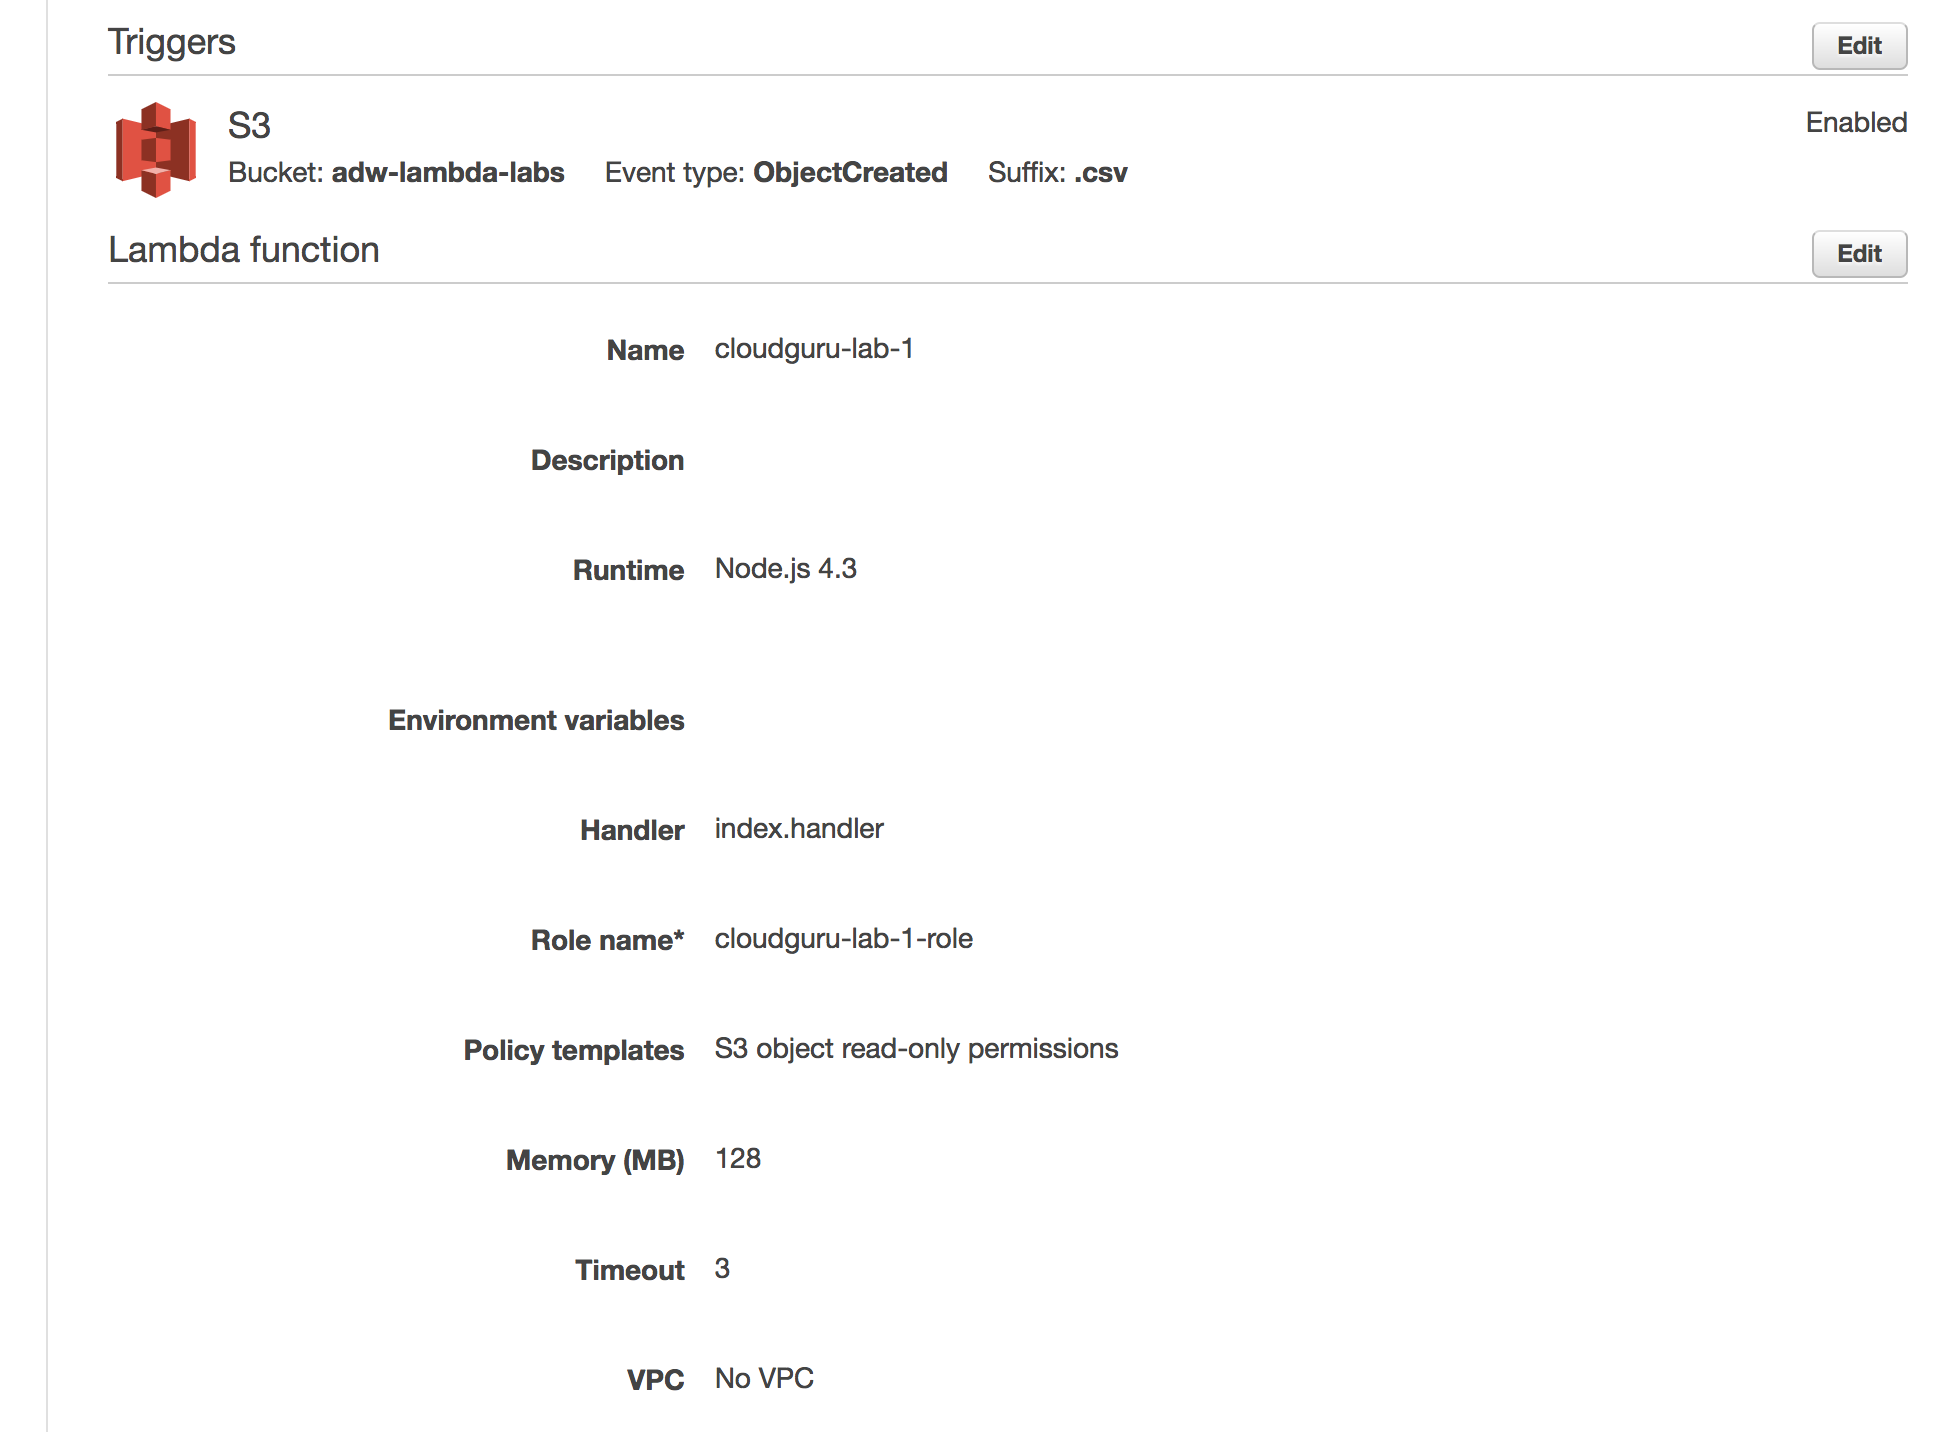 Triggers Edit
S3 Enabled
Bucket: adw-lambda-labs Event type: ObjectCreated Suffix: .csv
Lambda function Edit
Name cloudguru-lab-1
Description
Runtime Node.js 4.3
Environment variables
Handler index.handler
Role name* cloudguru-lab-1-role
Policy templates S3 object read-only permissions
Memory (MB) 128
Timeout 3
VPC No VPC